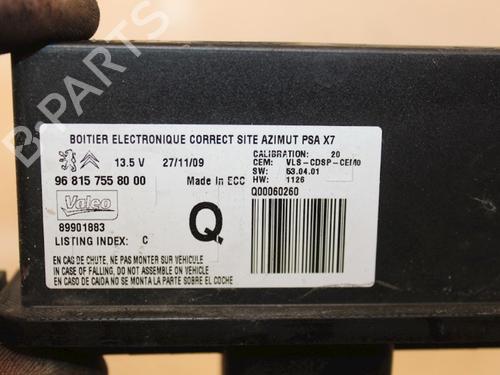 BOITIER ELECTRONIQUE CORRECT SITE AZIMUT PSA X7
13.5 V 27/11/09
CALIBRATION: 20
CEM: VLS-CDSP-CEM0
SW: 53.04.01
HW: 1126
96 815 755 80 00
Made in ECC
Q00060260
Valeo
89901883
LISTING INDEX: C
Q.
EN CAS DE CHUTE, NE PAS MONTER SUR VEHICULE
IN CASE OF FALLING, DO NOT ASSEMBLE ON VEHICLE
EN CASO DE CAIDA NO SE MONTA LA PARTE SOBRE EL COCHE
B-PARTS